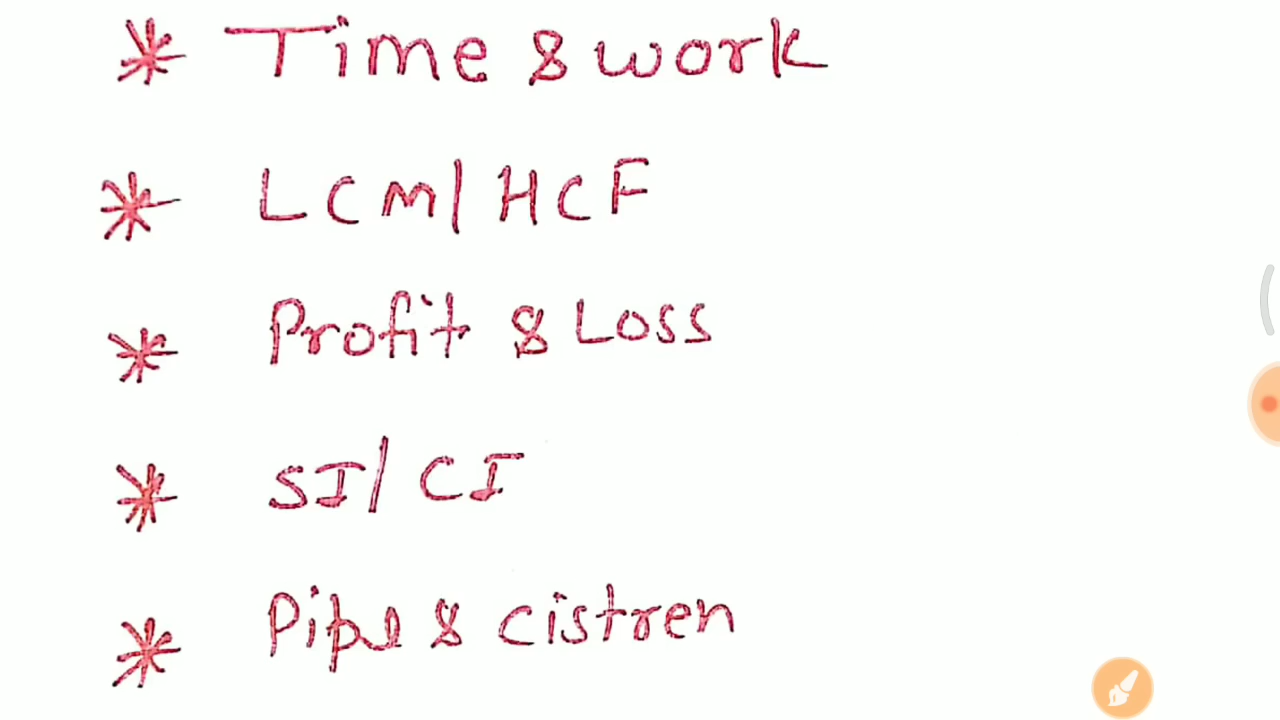 * Time & work
* LCM/HCF
* Profit & Loss
* SI/CI
* Pipe & cistren